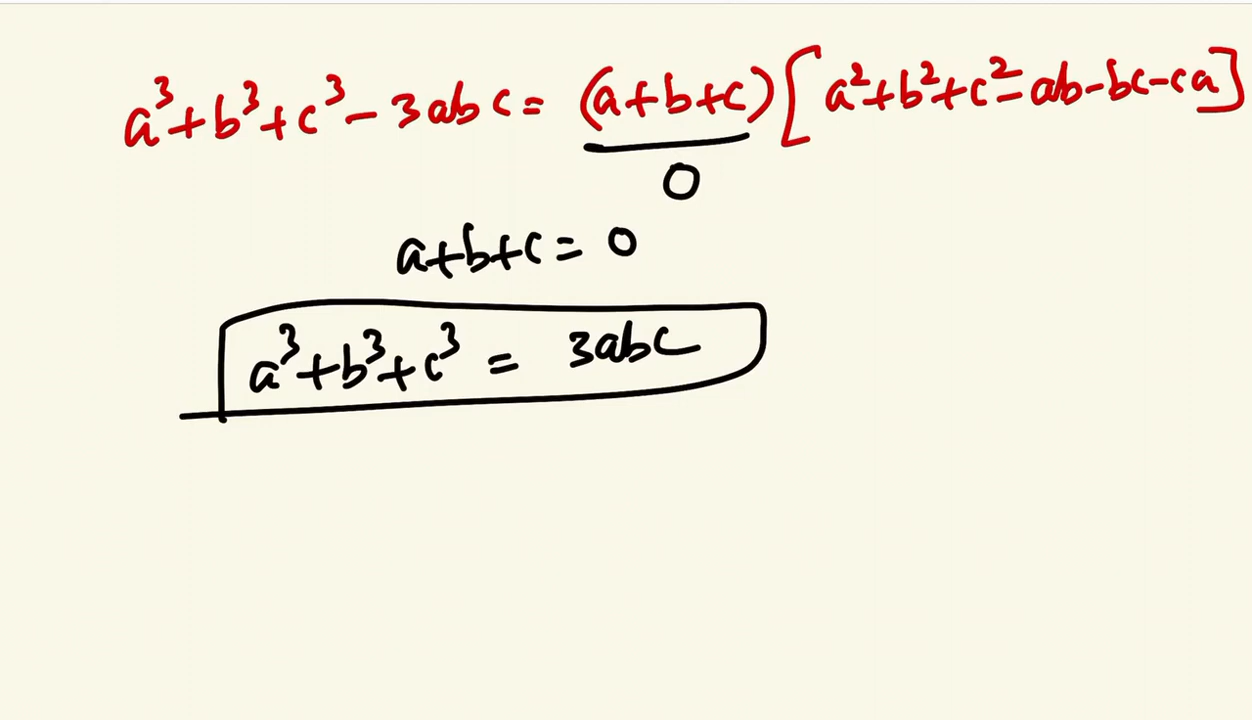 a³+b³+c³-3abc = (a+b+c)[a²+b²+c²-ab-bc-ca]
0
a+b+c = 0
a³+b³+c³ = 3abc